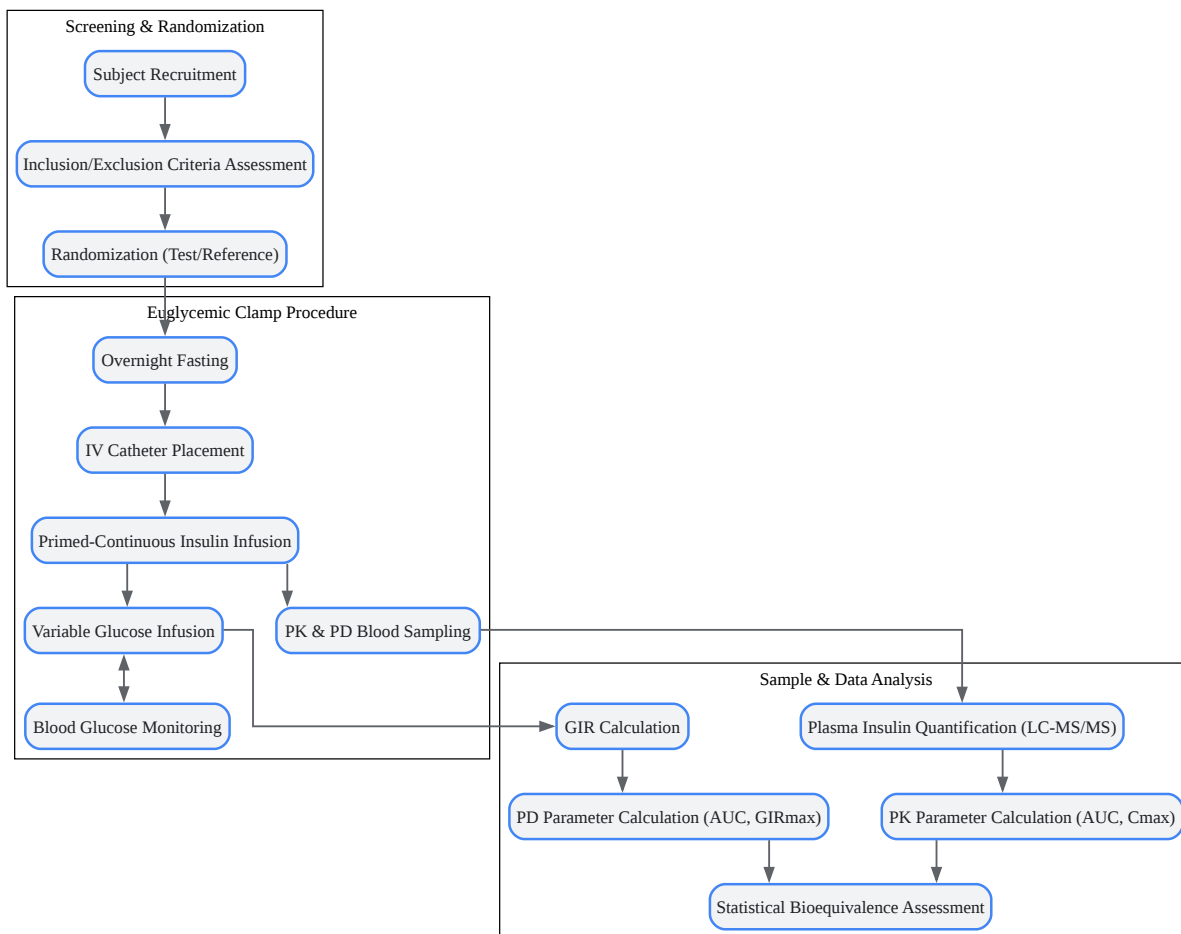 Screening & Randomization
Subject Recruitment
Inclusion/Exclusion Criteria Assessment
Randomization (Test/Reference)
Euglycemic Clamp Procedure
Overnight Fasting
IV Catheter Placement
Primed-Continuous Insulin Infusion
Variable Glucose Infusion
PK & PD Blood Sampling
Blood Glucose Monitoring
Sample & Data Analysis
GIR Calculation
Plasma Insulin Quantification (LC-MS/MS)
PD Parameter Calculation (AUC, GIRmax)
PK Parameter Calculation (AUC, Cmax)
Statistical Bioequivalence Assessment